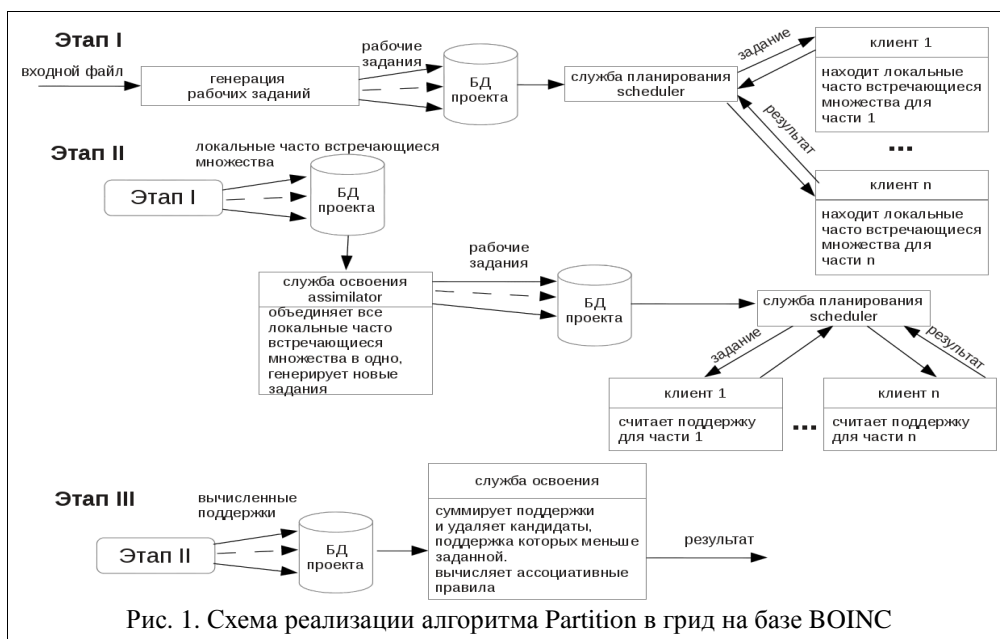 Этап I
входной файл
генерация
рабочих заданий
рабочие
задания
БД
проекта
служба планирования
scheduler
задание
результат
клиент 1
находит локальные
часто встречающиеся
множества для
части 1
...
клиент n
находит локальные
часто встречающиеся
множества для
части n
Этап II
Этап I
локальные часто встречающиеся
множества
БД
проекта
служба освоения
assimilator
объединяет все
локальные часто
встречающиеся
множества в одно,
генерирует новые
задания
рабочие
задания
БД
проекта
служба планирования
scheduler
задание
результат
клиент 1
считает поддержку
для части 1
...
клиент n
считает поддержку
для части n
Этап III
Этап II
вычисленные
поддержки
БД
проекта
служба освоения
суммирует поддержки
и удаляет кандидаты,
поддержка которых меньше
заданной.
вычисляет ассоциативные
правила
результат
Рис. 1. Схема реализации алгоритма Partition в грид на базе BOINC